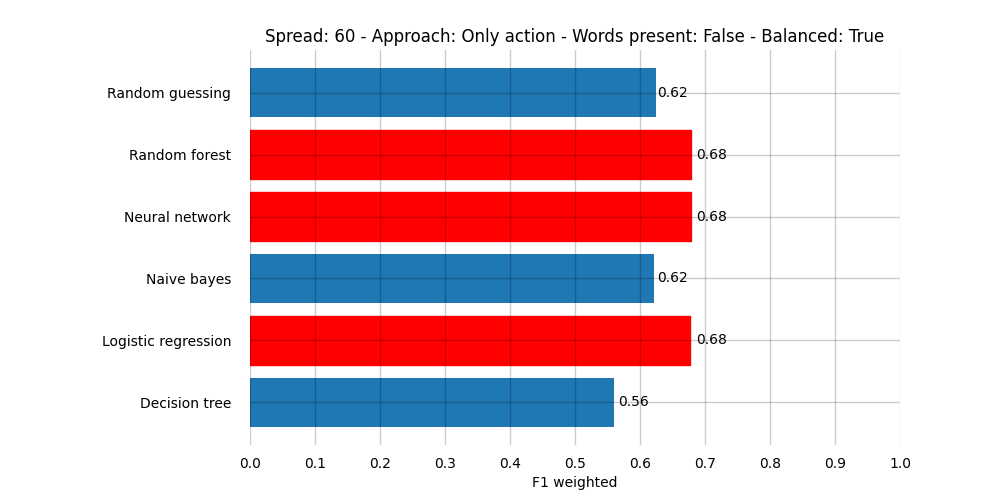 Spread: 60 - Approach: Only action - Words present: False - Balanced: True
Random guessing 0.62
Random forest 0.68
Neural network 0.68
Naive bayes 0.62
Logistic regression 0.68
Decision tree 0.56
0.0 0.1 0.2 0.3 0.4 0.5 0.6 0.7 0.8 0.9 1.0
F1 weighted